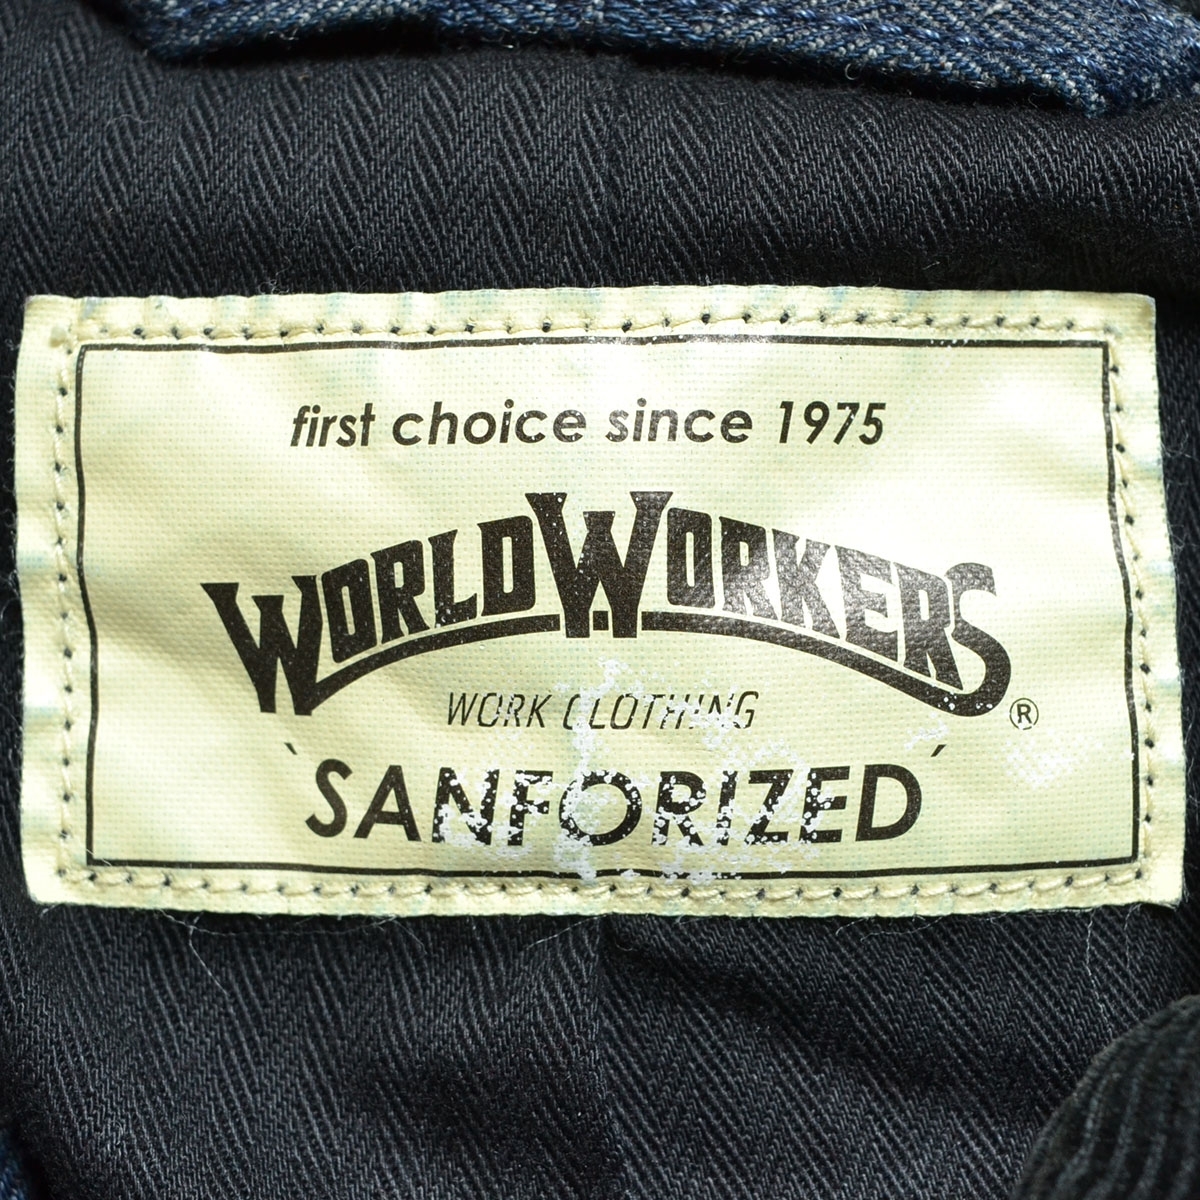 first choice since 1975
WORLD WORKERS
WORK CLOTHING ®
`SANFORIZED´